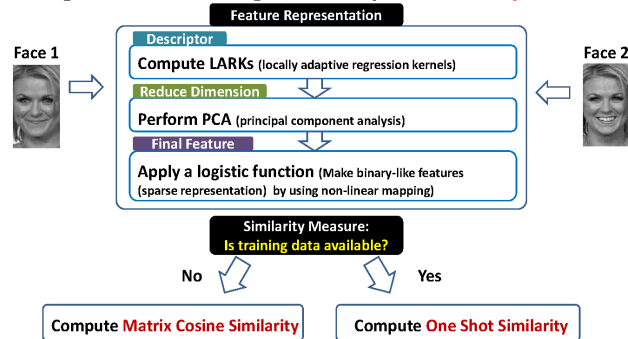 Feature Representation
Face 1
Face 2
Descriptor
Compute LARKs (locally adaptive regression kernels)
Reduce Dimension
Perform PCA (principal component analysis)
Final Feature
Apply a logistic function (Make binary-like features
(sparse representation) by using non-linear mapping)
Similarity Measure:
Is training data available?
No
Yes
Compute Matrix Cosine Similarity
Compute One Shot Similarity